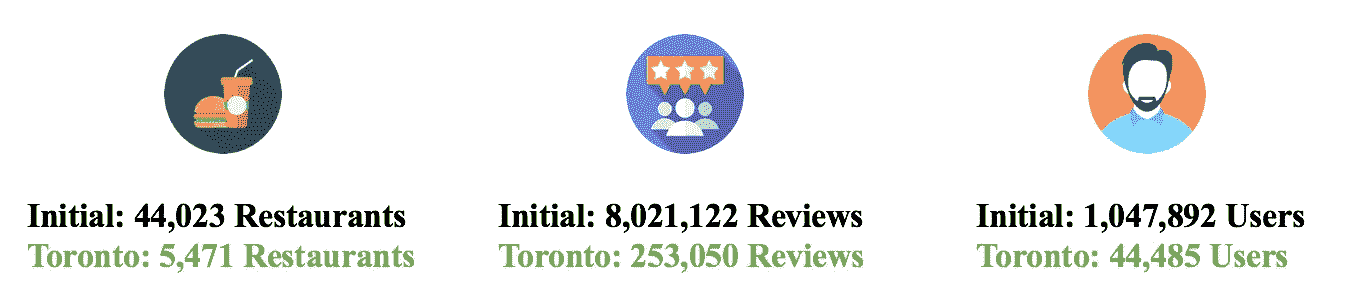 Initial: 44,023 Restaurants
Toronto: 5,471 Restaurants
Initial: 8,021,122 Reviews
Toronto: 253,050 Reviews
Initial: 1,047,892 Users
Toronto: 44,485 Users